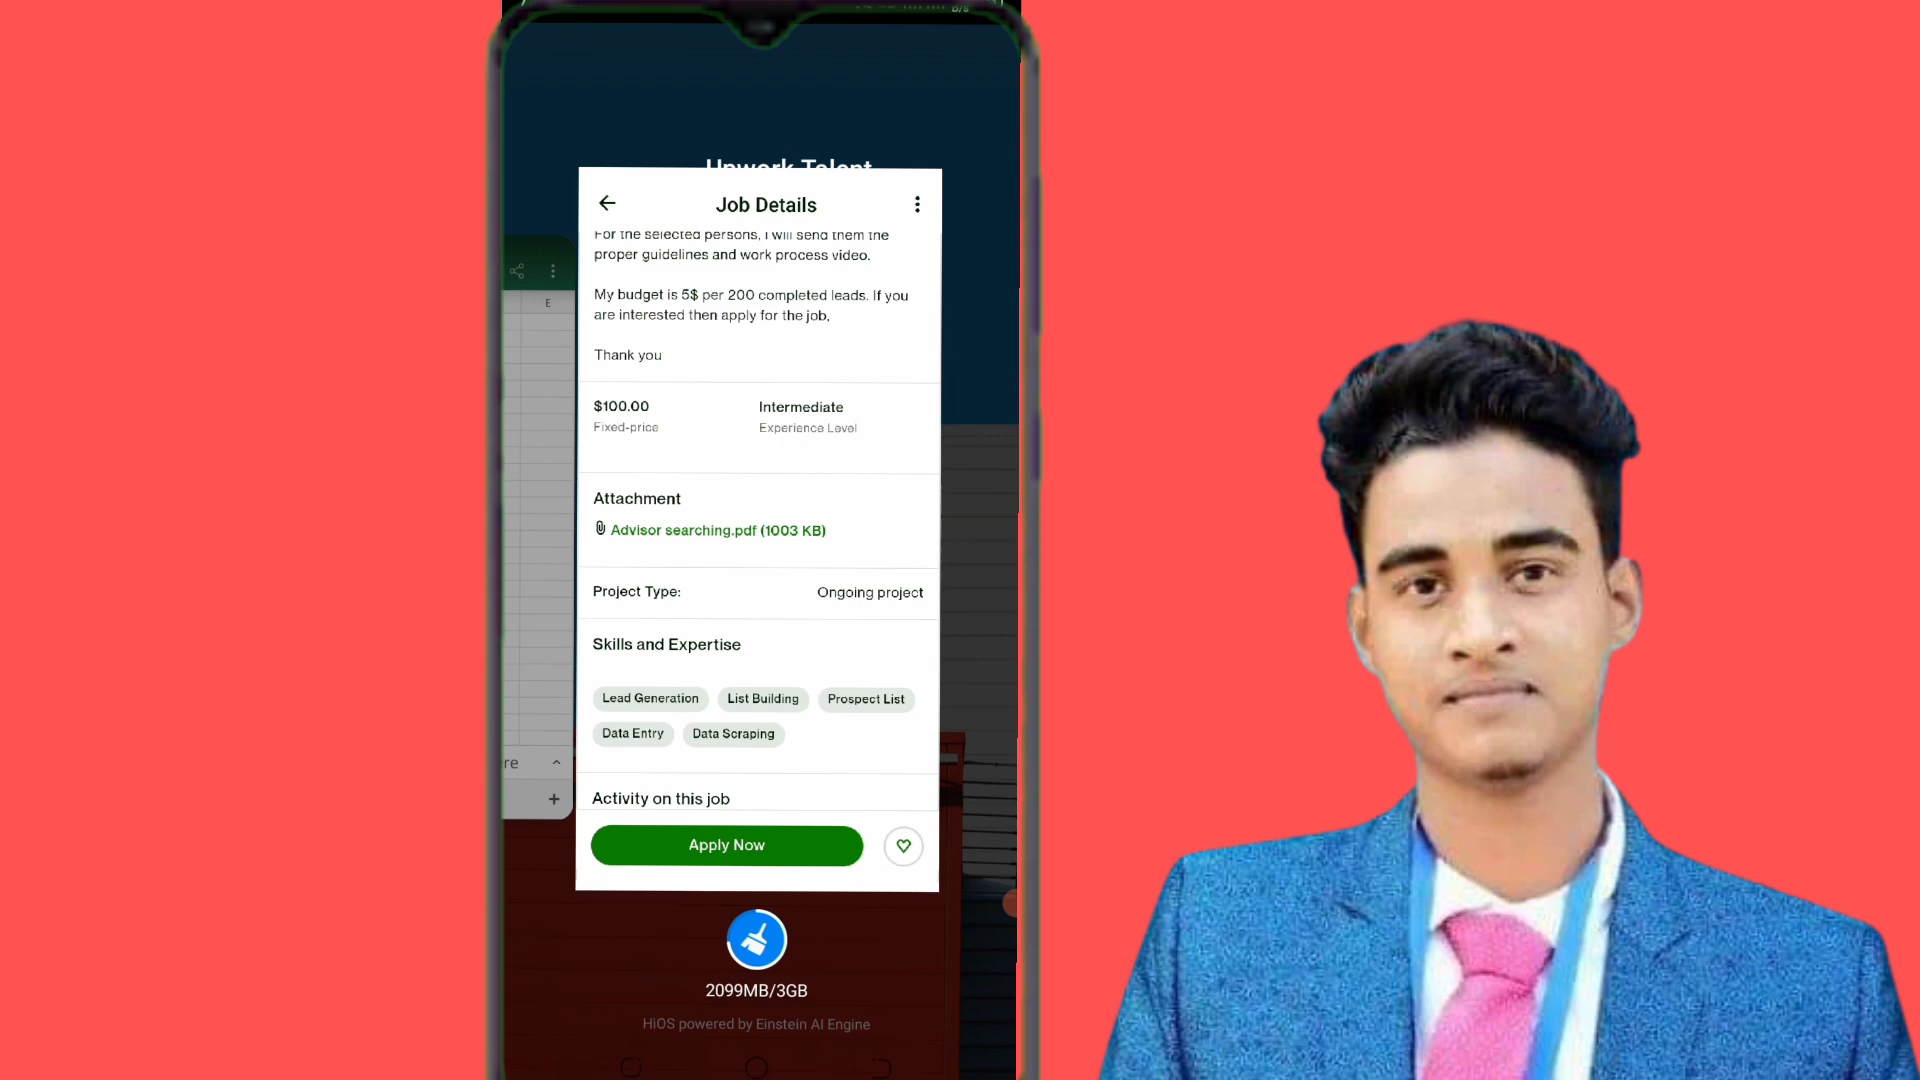 B/s
Upwork Talent
Job Details
For the selected persons, I will send them the
proper guidelines and work process video.
My budget is 5$ per 200 completed leads. If you
are interested then apply for the job,
Thank you
$100.00
Intermediate
Fixed-price
Experience Level
Attachment
Advisor searching.pdf (1003 KB)
Project Type:
Ongoing project
Skills and Expertise
Lead Generation
List Building
Prospect List
Data Entry
Data Scraping
Activity on this job
Apply Now
E
re
2099MB/3GB
HiOS powered by Einstein AI Engine